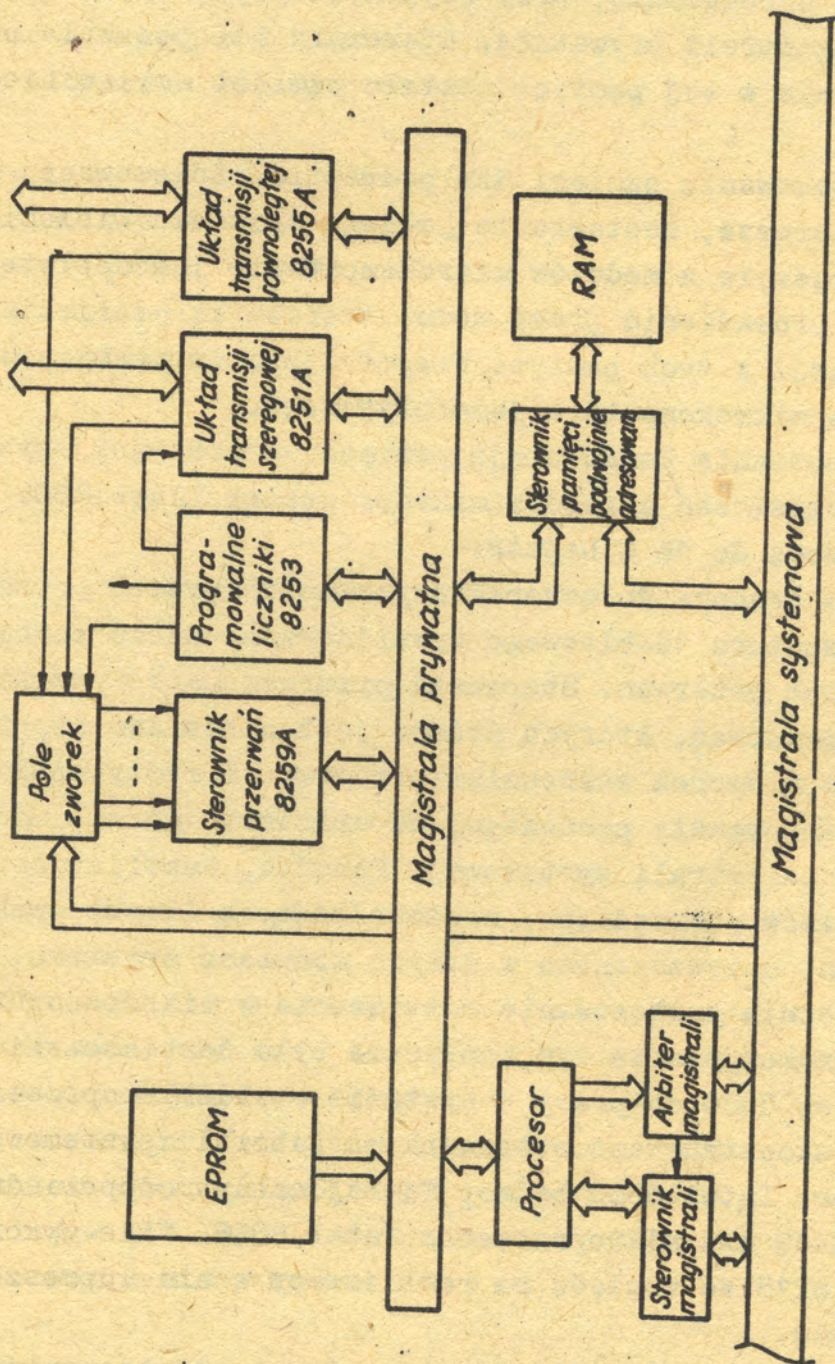 EPROM
Pole
zworek
Sterownik
przerwań
8259A
Progra-
mowalne
liczniki
8253
Układ
transmisji
szeregowej
8251A
Układ
transmisji
równoległej
8255A
Magistrala prywatna
Procesor
Sterownik
magistrali
Arbiter
magistrali
Sterownik
pamięci
podwójnie
adresowanej
RAM
Magistrala systemowa